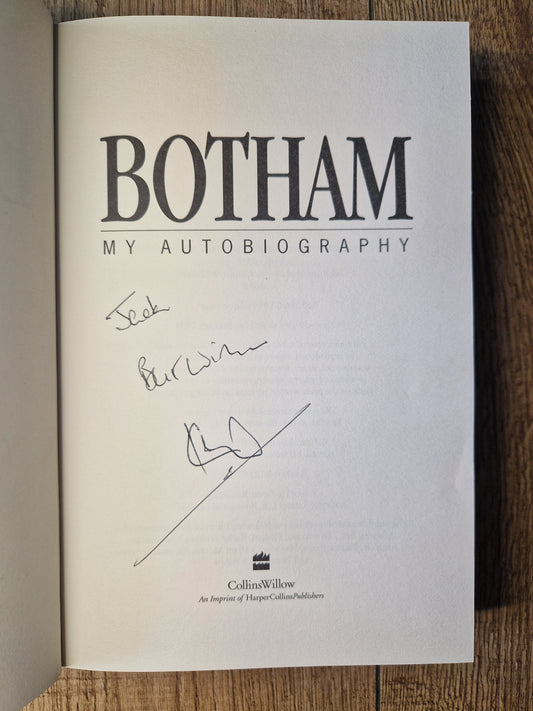 BOTHAM
MY AUTOBIOGRAPHY
Jack
Best Wishes
CollinsWillow
An Imprint of HarperCollinsPublishers